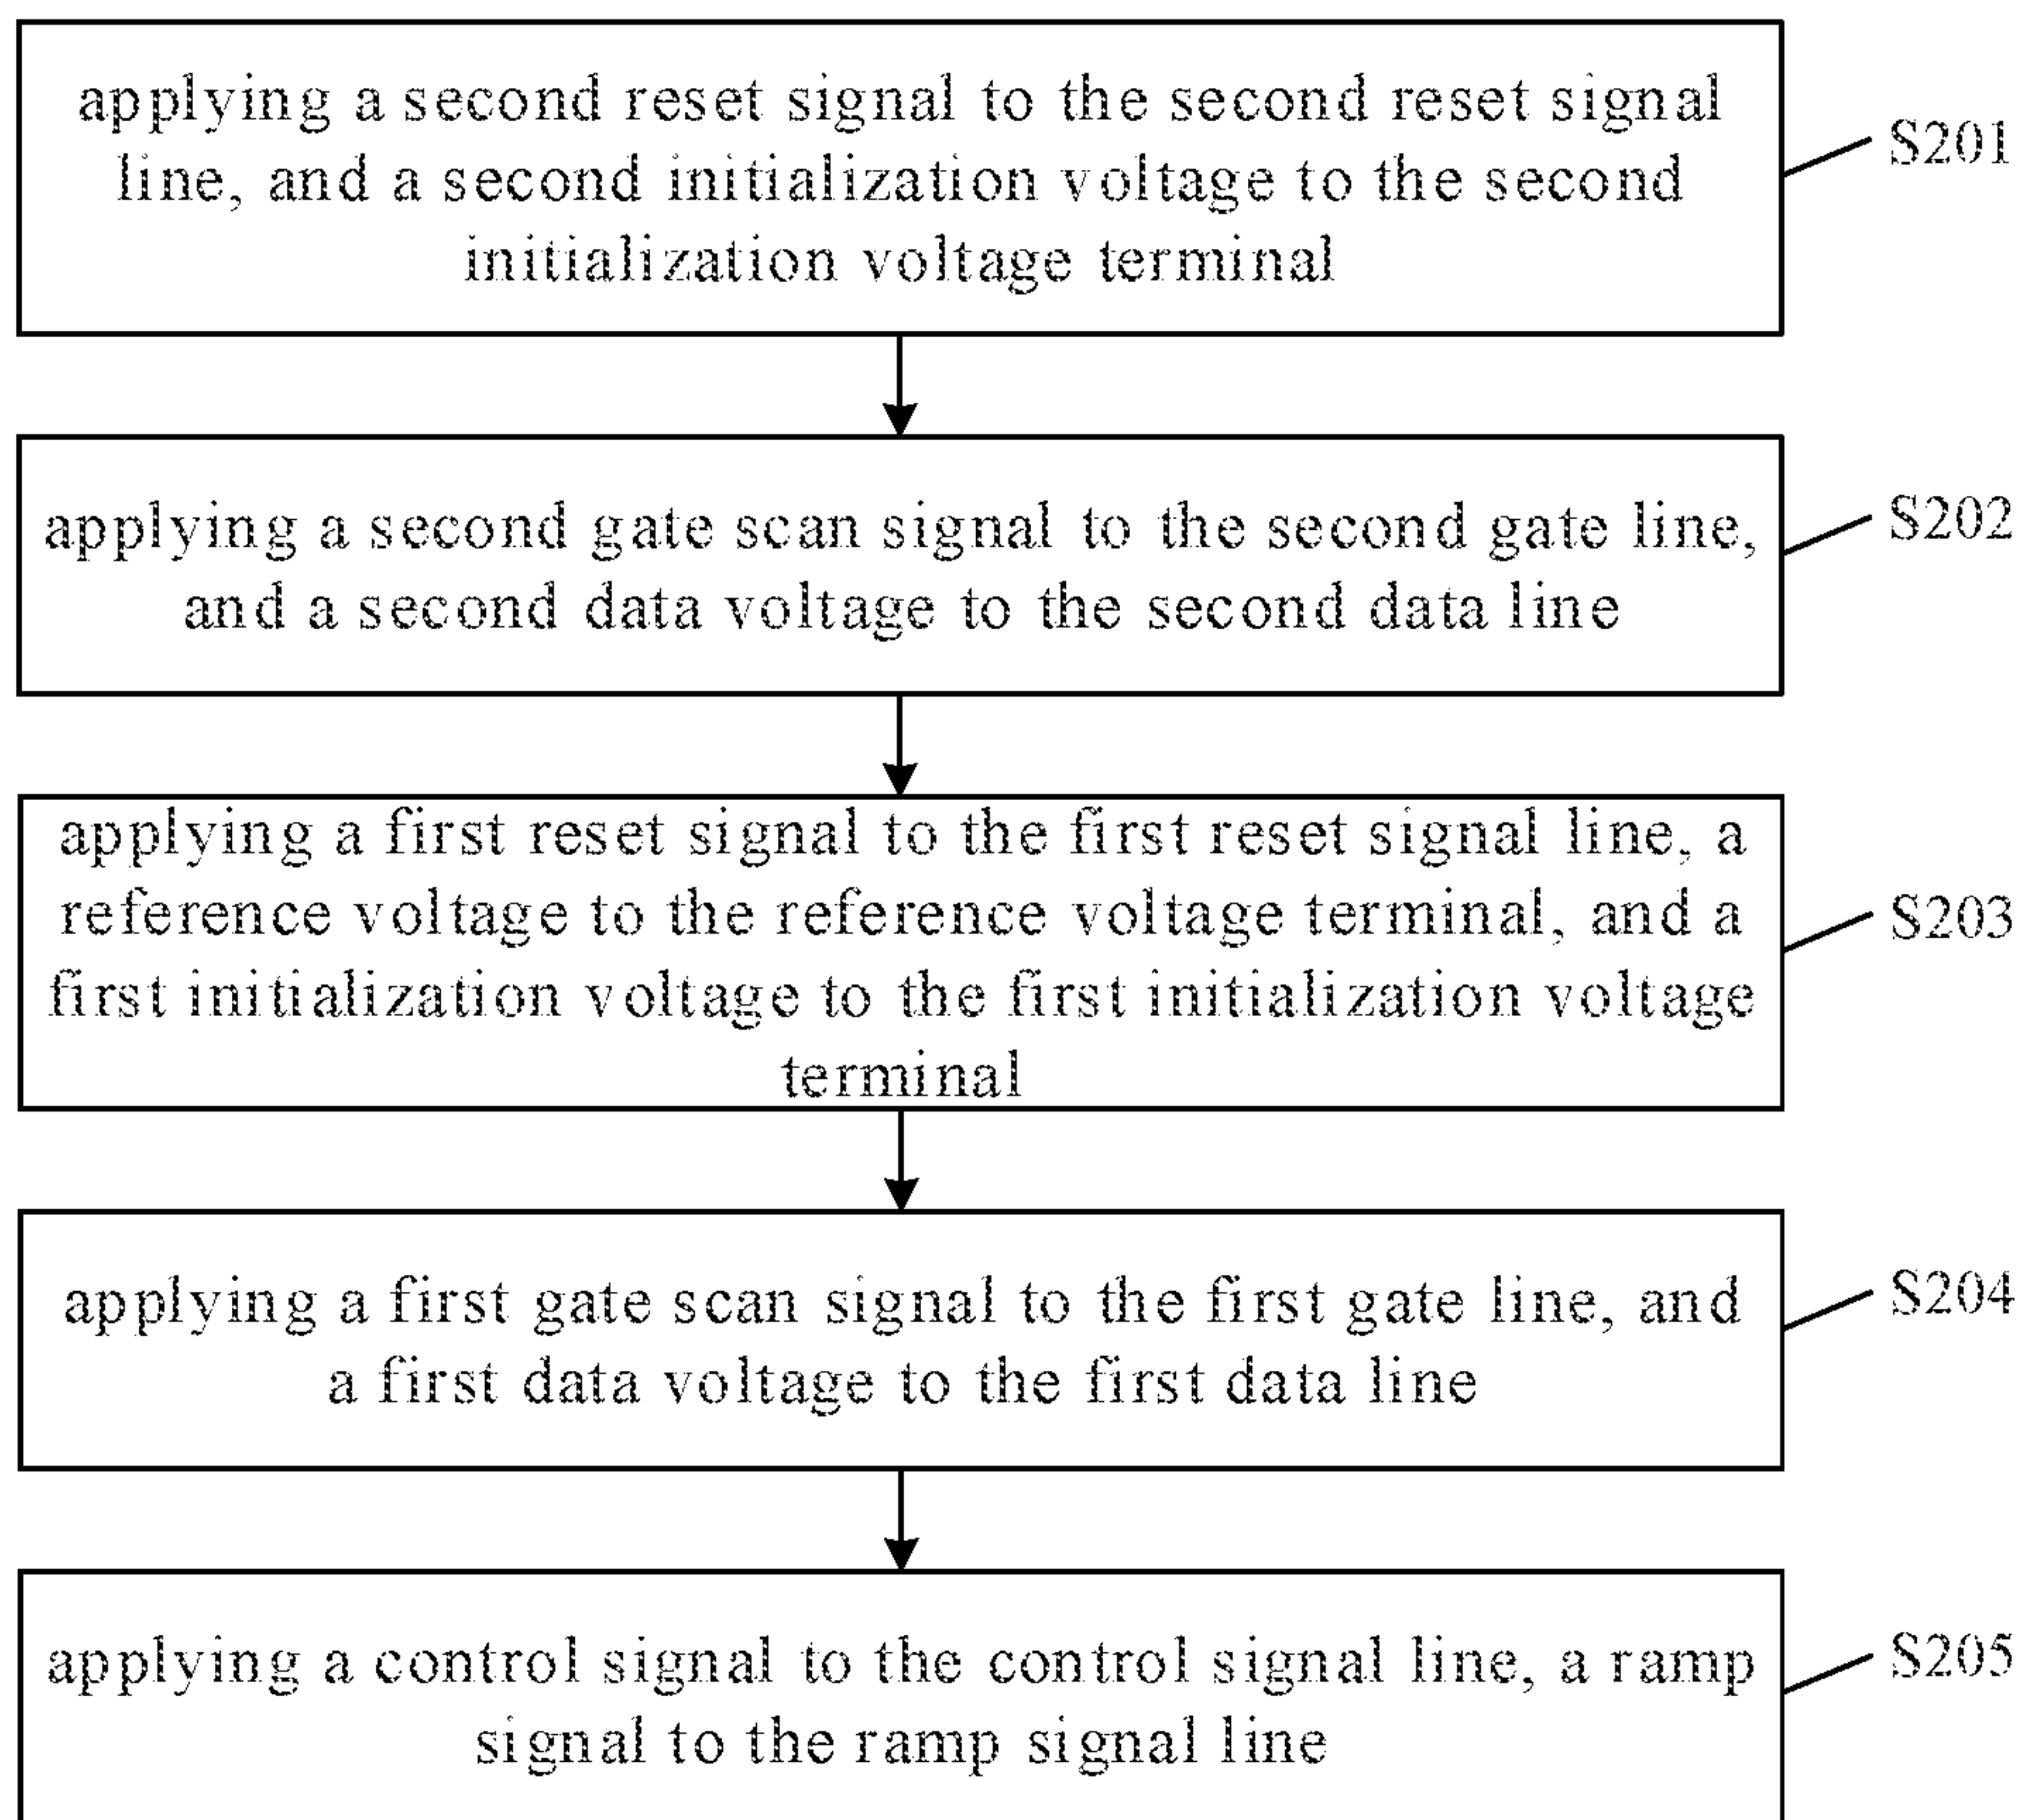 applying a second reset signal to the second reset signal
line, and a second initialization voltage to the second
initialization voltage terminal
S201
applying a second gate scan signal to the second gate line,
and a second data voltage to the second data line
S202
applying a first reset signal to the first reset signal line, a
reference voltage to the reference voltage terminal, and a
first initialization voltage to the first initialization voltage
terminal
S203
applying a first gate scan signal to the first gate line, and
a first data voltage to the first data line
S204
applying a control signal to the control signal line, a ramp
signal to the ramp signal line
S205